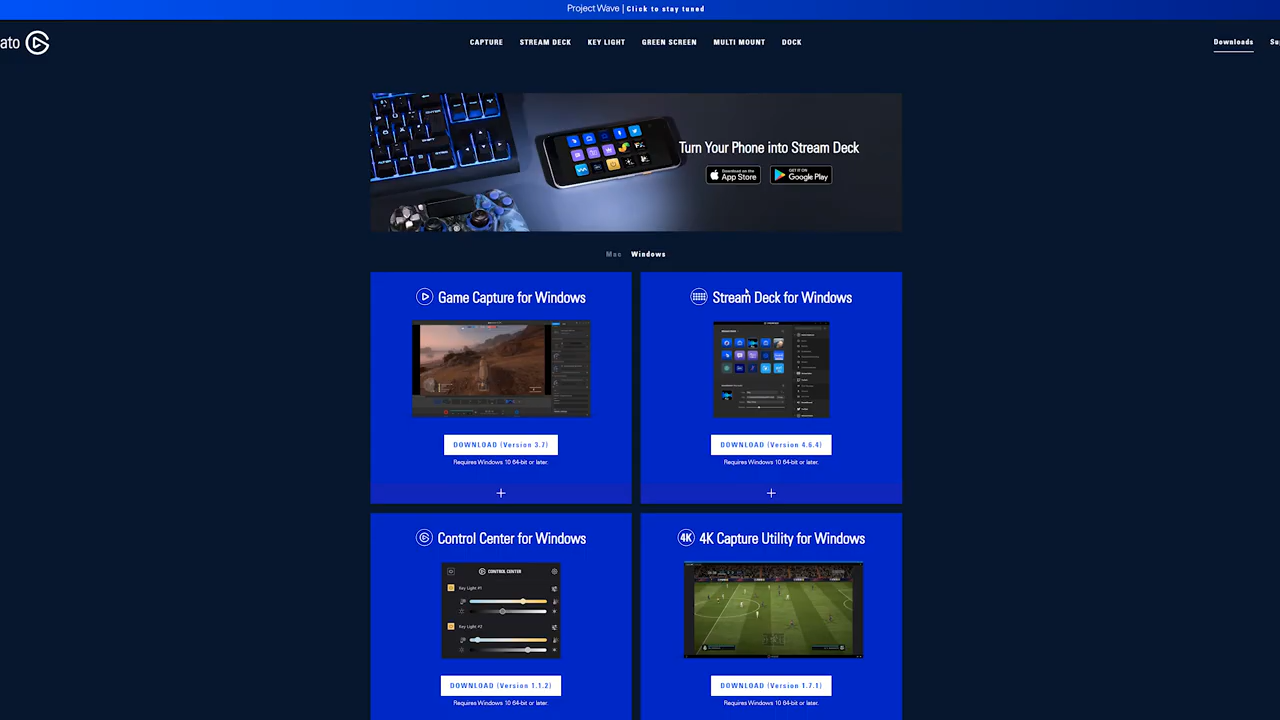 Project Wave | Click to stay tuned
ato
CAPTURE STREAM DECK KEY LIGHT GREEN SCREEN MULTI MOUNT DOCK
Downloads
Turn Your Phone into Stream Deck
Download on the App Store
GET IT ON Google Play
Mac Windows
Game Capture for Windows
DOWNLOAD (Version 3.7)
Requires Windows 10 64-bit or later.
+
Stream Deck for Windows
DOWNLOAD (Version 4.6.4)
Requires Windows 10 64-bit or later.
+
Control Center for Windows
CONTROL CENTER
Key Light #1
Key Light #2
DOWNLOAD (Version 1.1.2)
Requires Windows 10 64-bit or later.
4K 4K Capture Utility for Windows
DOWNLOAD (Version 1.7.1)
Requires Windows 10 64-bit or later.